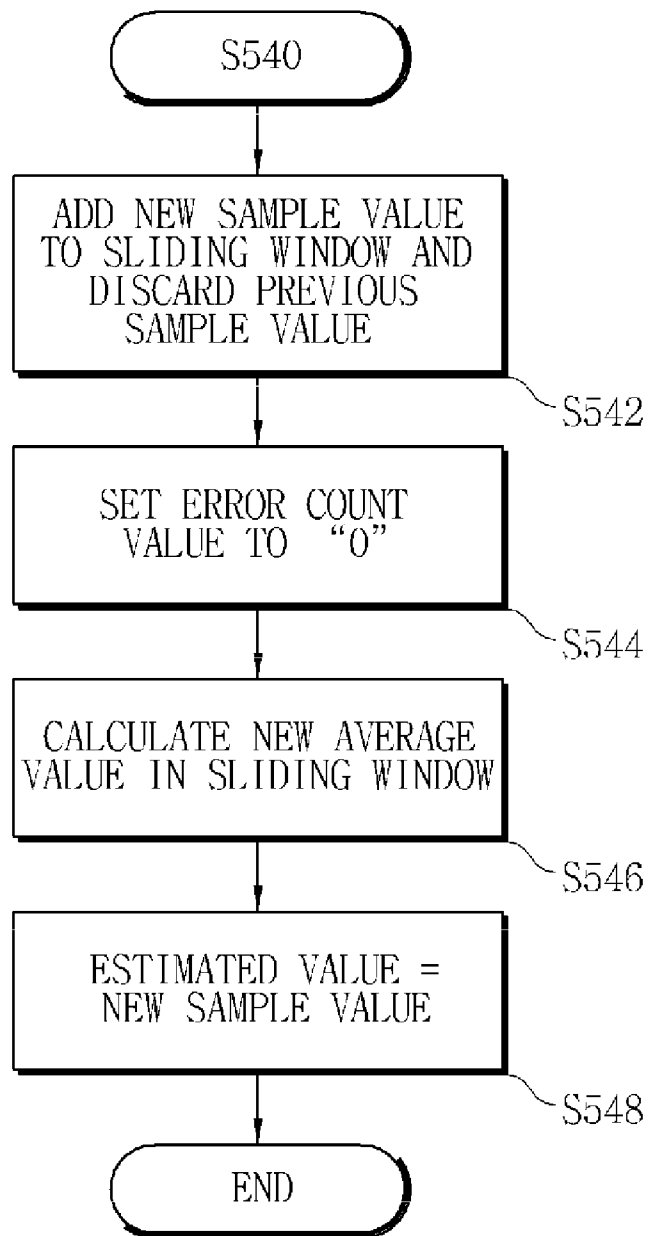 S540
ADD NEW SAMPLE VALUE
TO SLIDING WINDOW AND
DISCARD PREVIOUS
SAMPLE VALUE
S542
SET ERROR COUNT
VALUE TO “0”
S544
CALCULATE NEW AVERAGE
VALUE IN SLIDING WINDOW
S546
ESTIMATED VALUE =
NEW SAMPLE VALUE
S548
END